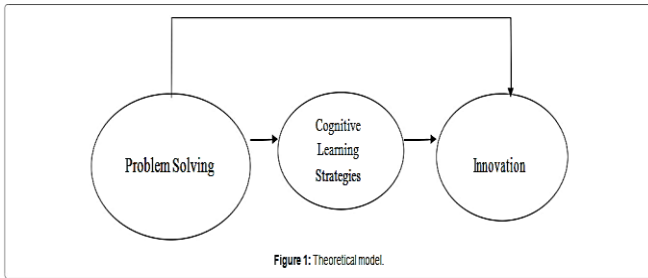 Problem Solving
Cognitive
Learning
Strategies
Innovation
Figure 1: Theoretical model.